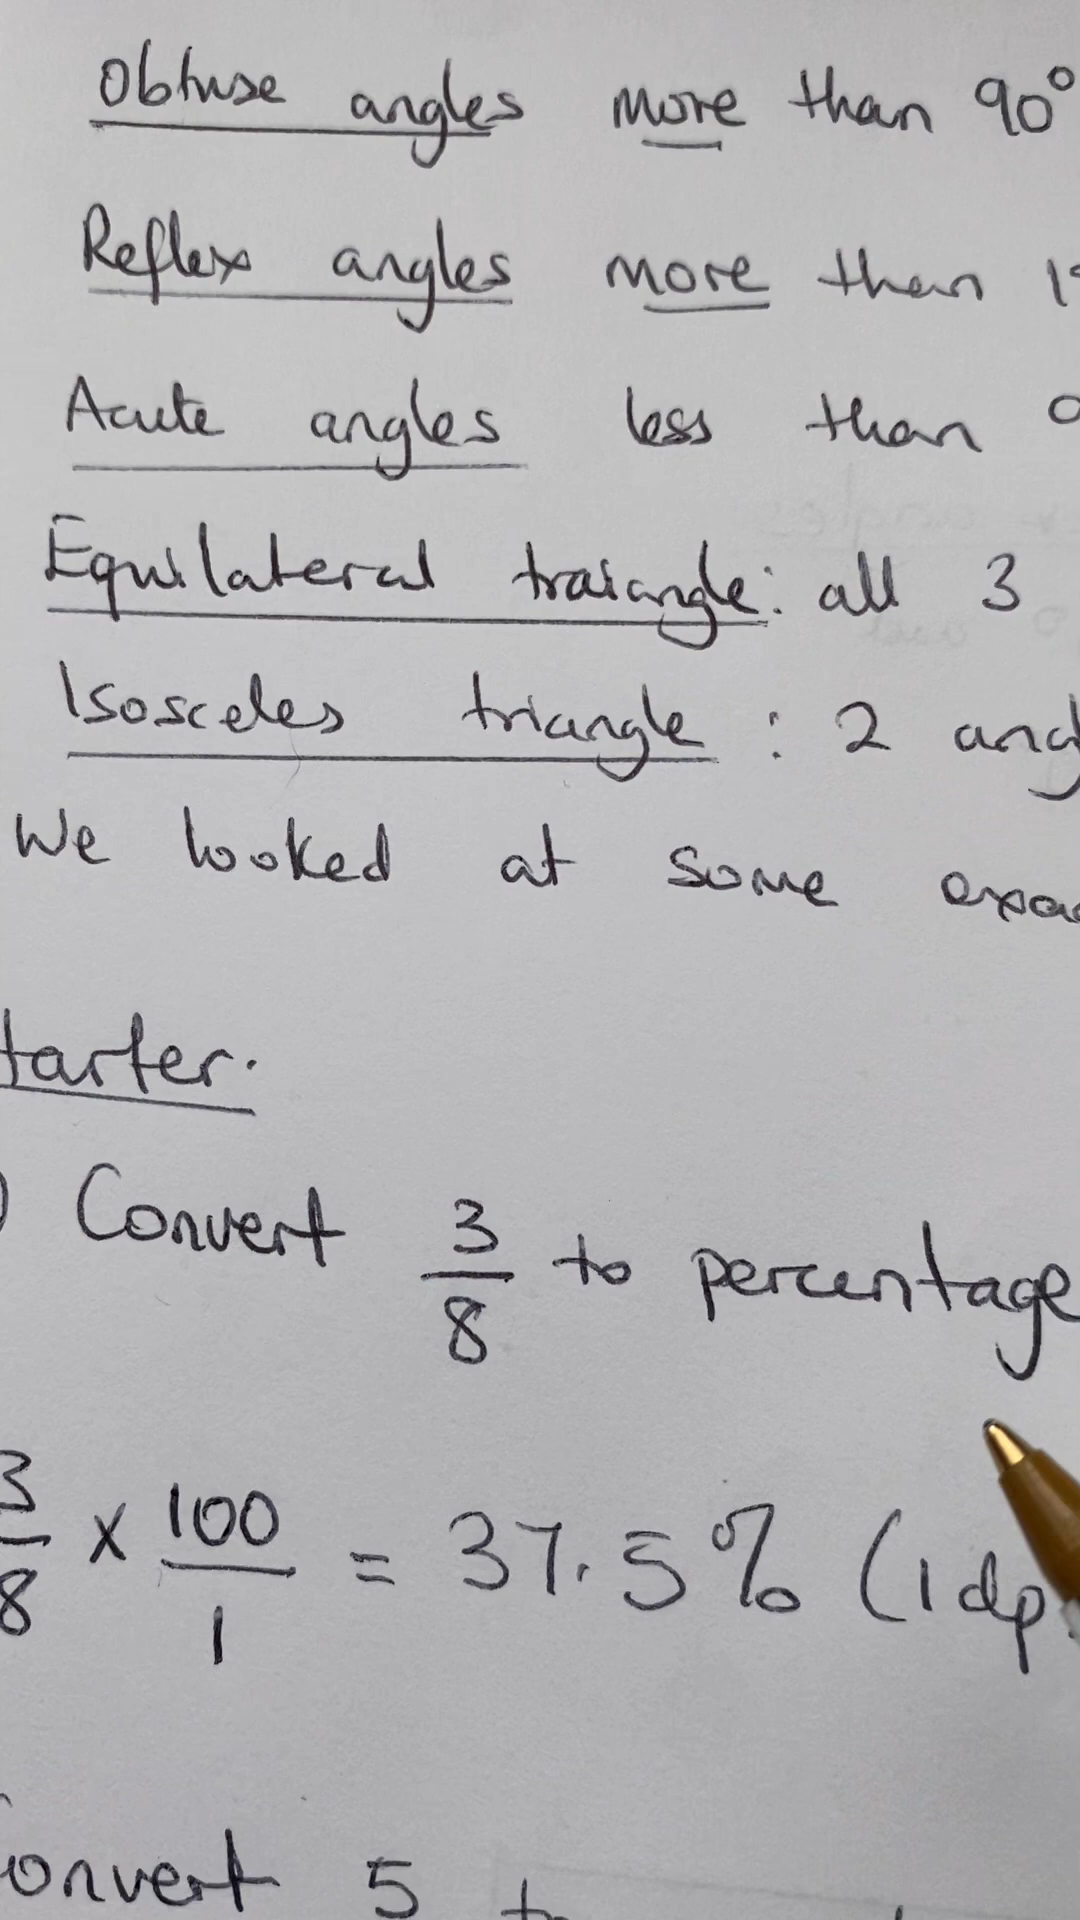 Obtuse angles more than 90°
Reflex angles more than
Acute angles less than
Equilateral traiangle: all 3
Isosceles triangle : 2
We looked at some
tarter.
) Convert 3/8 to percentage
3/8 × 100/1 = 37.5% (1dp.
onvert 5